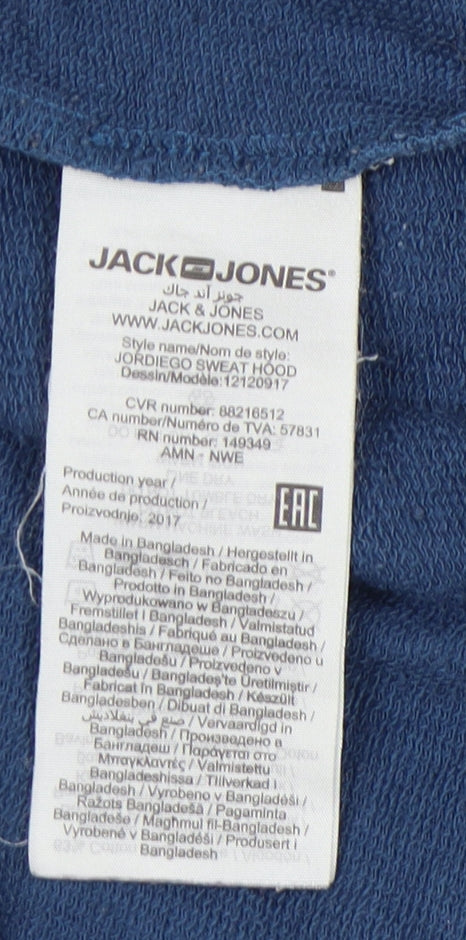 JACK JONES®
جونز آند جاك
JACK & JONES
WWW.JACKJONES.COM
Style name/Nom de style:
JORDIEGO SWEAT HOOD
Dessin/Modèle:12120917
CVR number: 88216512
CA number/Numéro de TVA: 57831
RN number: 149349
AMN - NWE
Production year /
Année de production /
Proizvodnje: 2017
EAC
Made in Bangladesh / Hergestellt in
Bangladesch / Fabricado en
Bangladesh / Feito no Bangladesh /
Prodotto in Bangladesh /
Wyprodukowano w Bangladeszu /
Fremstillet i Bangladesh / Valmistatud
Bangladeshis / Fabriqué au Bangladesh /
Сделано в Бангладеше / Proizvedeno u
Bangladešu / Proizvedeno v
Bangladešu / Bangladeş'te Üretilmiştir /
Fabricat în Bangladesh / Készült
Bangladesben / Dibuat di Bangladesh /
صنع في بنغلاديش / Vervaardigd in
Bangladesh / Произведено в
Бангладеш / Παράγεται στο
Μπαγκλαντές / Valmistettu
Bangladeshissa / Tillverkad i
Bangladesh / Vyrobeno v Bangladéši /
Ražots Bangladešā / Pagaminta
Bangladeše / Magħmul fil-Bangladesh /
Vyrobené v Bangladéši / Produsert i
Bangladesh